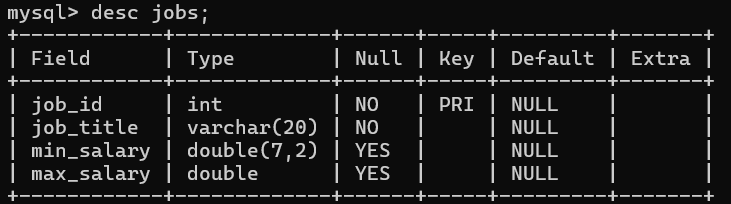 mysql> desc jobs;
+------------+-------------+------+-----+---------+-------+
| Field      | Type        | Null | Key | Default | Extra |
+------------+-------------+------+-----+---------+-------+
| job_id     | int         | NO   | PRI | NULL    |       |
| job_title  | varchar(20) | NO   |     | NULL    |       |
| min_salary | double(7,2) | YES  |     | NULL    |       |
| max_salary | double      | YES  |     | NULL    |       |
+------------+-------------+------+-----+---------+-------+